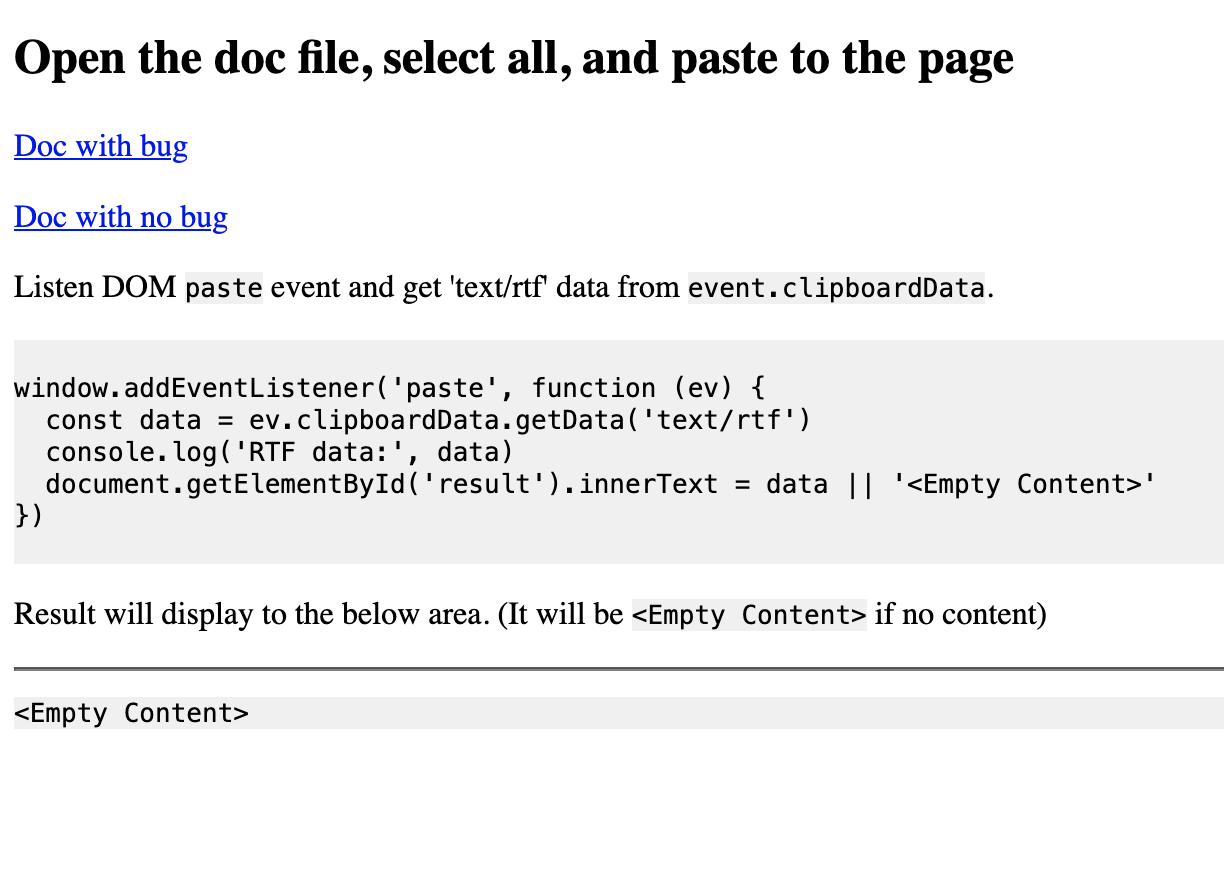 Open the doc file, select all, and paste to the page
Doc with bug
Doc with no bug
Listen DOM paste event and get 'text/rtf' data from event.clipboardData.
window.addEventListener('paste', function (ev) {
  const data = ev.clipboardData.getData('text/rtf')
  console.log('RTF data:', data)
  document.getElementById('result').innerText = data || '<Empty Content>'
})
Result will display to the below area. (It will be <Empty Content> if no content)
<Empty Content>